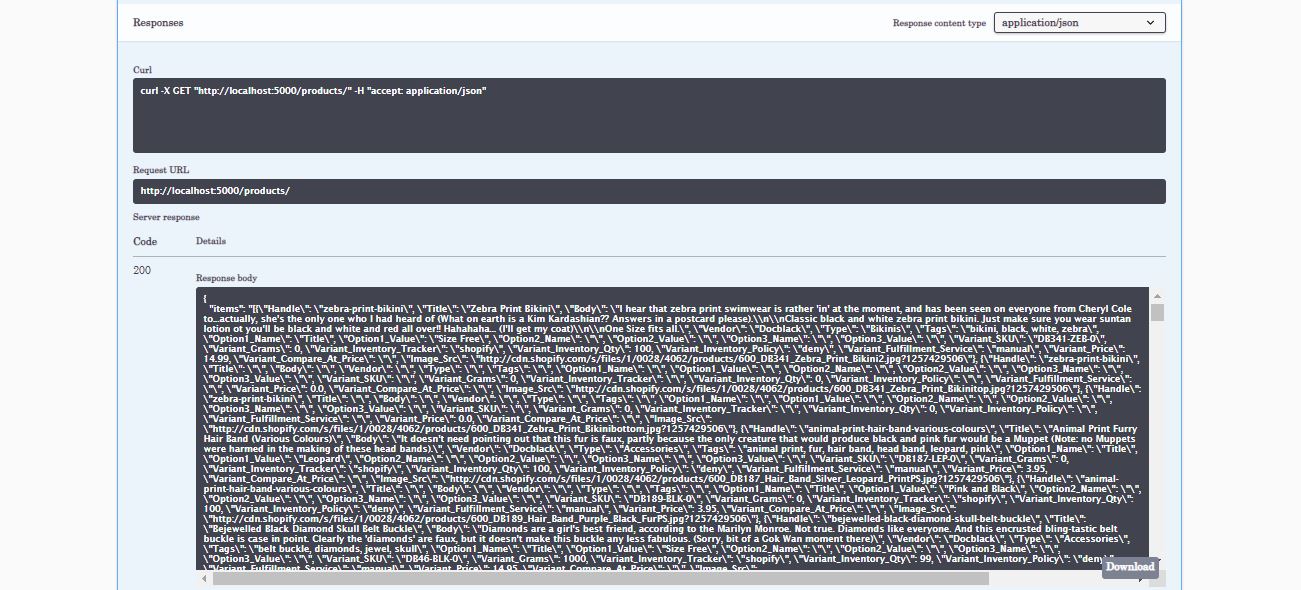 Responses
Response content type
application/json
Curl
curl -X GET "http://localhost:5000/products/" -H "accept: application/json"
Request URL
http://localhost:5000/products/
Server response
Code Details
200
Response body
{
"items": "[{\"Handle\": \"zebra-print-bikini\", \"Title\": \"Zebra Print Bikini\", \"Body\": \"I hear that zebra print swimwear is rather 'in' at the moment, and has been seen on everyone from Cheryl Cole
to...actually, she's the only one who I had heard of (What on earth is a Kim Kardashian?? Answers in a postcard please).\\n\\nClassic black and white zebra print bikini. Just make sure you wear suntan
lotion ot you'll be black and white and red all over!! Hahahaha... (I'll get my coat)\\n\\nOne Size fits all.\", \"Vendor\": \"Docblack\", \"Type\": \"Bikinis\", \"Tags\": \"bikini, black, white, zebra\",
\"Option1_Name\": \"Title\", \"Option1_Value\": \"Size Free\", \"Option2_Name\": \"\", \"Option2_Value\": \"\", \"Option3_Name\": \"\", \"Option3_Value\": \"\", \"Variant_SKU\": \"DB341-ZEB-0\",
\"Variant_Grams\": 0, \"Variant_Inventory_Tracker\": \"shopify\", \"Variant_Inventory_Qty\": 100, \"Variant_Inventory_Policy\": \"deny\", \"Variant_Fulfillment_Service\": \"manual\", \"Variant_Price\":
14.99, \"Variant_Compare_At_Price\": \"\", \"Image_Src\": \"http://cdn.shopify.com/s/files/1/0028/4062/products/600_DB341_Zebra_Print_Bikini2.jpg?1257429506\"}, {\"Handle\": \"zebra-print-bikini\",
\"Title\": \"\", \"Body\": \"\", \"Vendor\": \"\", \"Type\": \"\", \"Tags\": \"\", \"Option1_Name\": \"\", \"Option1_Value\": \"\", \"Option2_Name\": \"\", \"Option2_Value\": \"\", \"Option3_Name\": \"\",
\"Option3_Value\": \"\", \"Variant_SKU\": \"\", \"Variant_Grams\": 0, \"Variant_Inventory_Tracker\": \"\", \"Variant_Inventory_Qty\": 0, \"Variant_Inventory_Policy\": \"\", \"Variant_Fulfillment_Service\":
\"\", \"Variant_Price\": 0.0, \"Variant_Compare_At_Price\": \"\", \"Image_Src\": \"http://cdn.shopify.com/s/files/1/0028/4062/products/600_DB341_Zebra_Print_Bikinitop.jpg?1257429506\"}, {\"Handle\":
\"zebra-print-bikini\", \"Title\": \"\", \"Body\": \"\", \"Vendor\": \"\", \"Type\": \"\", \"Tags\": \"\", \"Option1_Name\": \"\", \"Option1_Value\": \"\", \"Option2_Name\": \"\", \"Option2_Value\": \"\",
\"Option3_Name\": \"\", \"Option3_Value\": \"\", \"Variant_SKU\": \"\", \"Variant_Grams\": 0, \"Variant_Inventory_Tracker\": \"\", \"Variant_Inventory_Qty\": 0, \"Variant_Inventory_Policy\": \"\",
\"Variant_Fulfillment_Service\": \"\", \"Variant_Price\": 0.0, \"Variant_Compare_At_Price\": \"\", \"Image_Src\":
\"http://cdn.shopify.com/s/files/1/0028/4062/products/600_DB341_Zebra_Print_Bikinibottom.jpg?1257429506\"}, {\"Handle\": \"animal-print-hair-band-various-colours\", \"Title\": \"Animal Print Furry
Hair Band (Various Colours)\", \"Body\": \"It doesn't need pointing out that this fur is faux, partly because the only creature that would produce black and pink fur would be a Muppet (Note: no Muppets
were harmed in the making of these head bands).\", \"Vendor\": \"Docblack\", \"Type\": \"Accessories\", \"Tags\": \"animal print, fur, hair band, head band, leopard, pink\", \"Option1_Name\": \"Title\",
\"Option1_Value\": \"Leopard\", \"Option2_Name\": \"\", \"Option2_Value\": \"\", \"Option3_Name\": \"\", \"Option3_Value\": \"\", \"Variant_SKU\": \"DB187-LEP-0\", \"Variant_Grams\": 0,
\"Variant_Inventory_Tracker\": \"shopify\", \"Variant_Inventory_Qty\": 100, \"Variant_Inventory_Policy\": \"deny\", \"Variant_Fulfillment_Service\": \"manual\", \"Variant_Price\": 3.95,
\"Variant_Compare_At_Price\": \"\", \"Image_Src\": \"http://cdn.shopify.com/s/files/1/0028/4062/products/600_DB187_Hair_Band_Silver_Leopard_PrintPS.jpg?1257429506\"}, {\"Handle\": \"animal-
print-hair-band-various-colours\", \"Title\": \"\", \"Body\": \"\", \"Vendor\": \"\", \"Type\": \"\", \"Tags\": \"\", \"Option1_Name\": \"Title\", \"Option1_Value\": \"Pink and Black\", \"Option2_Name\": \"\",
\"Option2_Value\": \"\", \"Option3_Name\": \"\", \"Option3_Value\": \"\", \"Variant_SKU\": \"DB189-BLK-0\", \"Variant_Grams\": 0, \"Variant_Inventory_Tracker\": \"shopify\", \"Variant_Inventory_Qty\":
100, \"Variant_Inventory_Policy\": \"deny\", \"Variant_Fulfillment_Service\": \"manual\", \"Variant_Price\": 3.95, \"Variant_Compare_At_Price\": \"\", \"Image_Src\":
\"http://cdn.shopify.com/s/files/1/0028/4062/products/600_DB189_Hair_Band_Purple_Black_FurPS.jpg?1257429506\"}, {\"Handle\": \"bejewelled-black-diamond-skull-belt-buckle\", \"Title\":
\"Bejewelled Black Diamond Skull Belt Buckle\", \"Body\": \"Diamonds are a girl's best friend, according to the Marilyn Monroe. Not true. Diamonds like everyone. And this encrusted bling-tastic belt
buckle is case in point. Clearly the 'diamonds' are faux, but it doesn't make this buckle any less fabulous. (Sorry, bit of a Gok Wan moment there)\", \"Vendor\": \"Docblack\", \"Type\": \"Accessories\",
\"Tags\": \"belt buckle, diamonds, jewel, skull\", \"Option1_Name\": \"Title\", \"Option1_Value\": \"Size Free\", \"Option2_Name\": \"\", \"Option2_Value\": \"\", \"Option3_Name\": \"\",
\"Option3_Value\": \"\", \"Variant_SKU\": \"DB46-BLK-0\", \"Variant_Grams\": 1000, \"Variant_Inventory_Tracker\": \"shopify\", \"Variant_Inventory_Qty\": 99, \"Variant_Inventory_Policy\": \"deny\",
\"Variant_Fulfillment_Service\": \"manual\", \"Variant_Price\": 14.95, \"Variant_Compare_At_Price\": \"\", \"Image_Src\":
Download